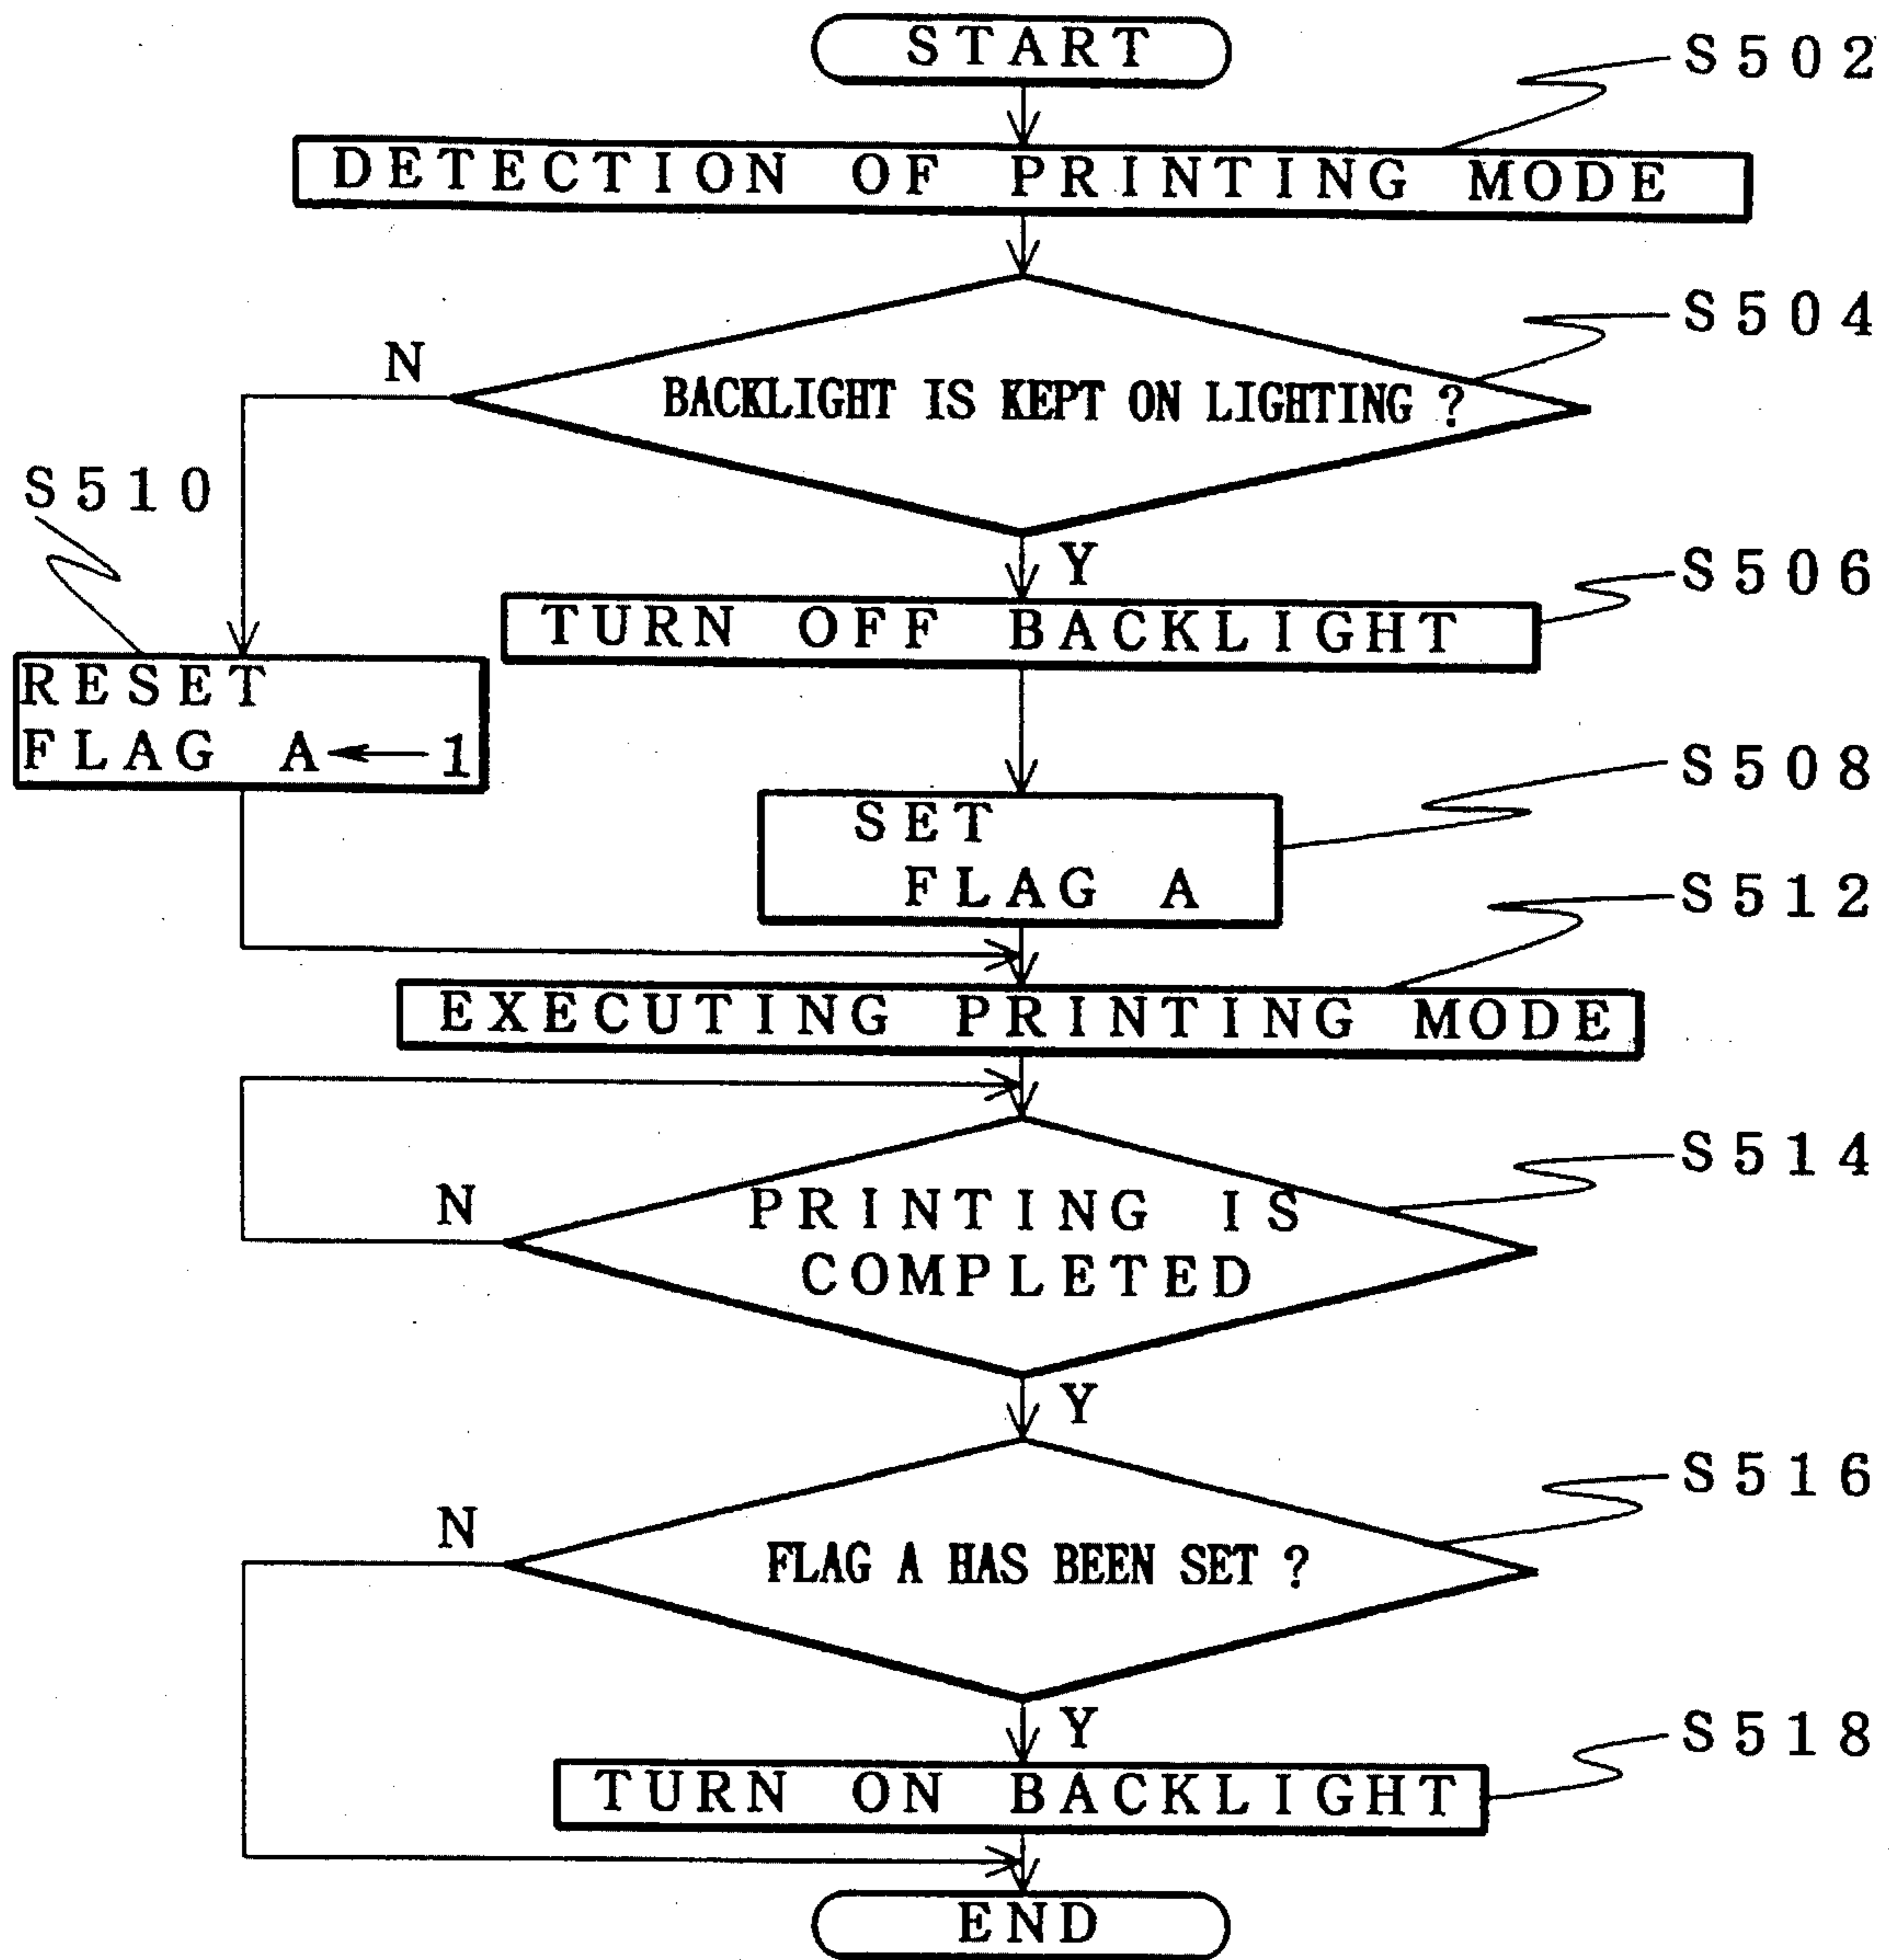 START
S502
DETECTION OF PRINTING MODE
S504
N
BACKLIGHT IS KEPT ON LIGHTING ?
S510
Y
S506
TURN OFF BACKLIGHT
RESET
FLAG A ← 1
S508
SET
FLAG A
S512
EXECUTING PRINTING MODE
S514
N
PRINTING IS
COMPLETED
Y
S516
N
FLAG A HAS BEEN SET ?
Y
S518
TURN ON BACKLIGHT
END